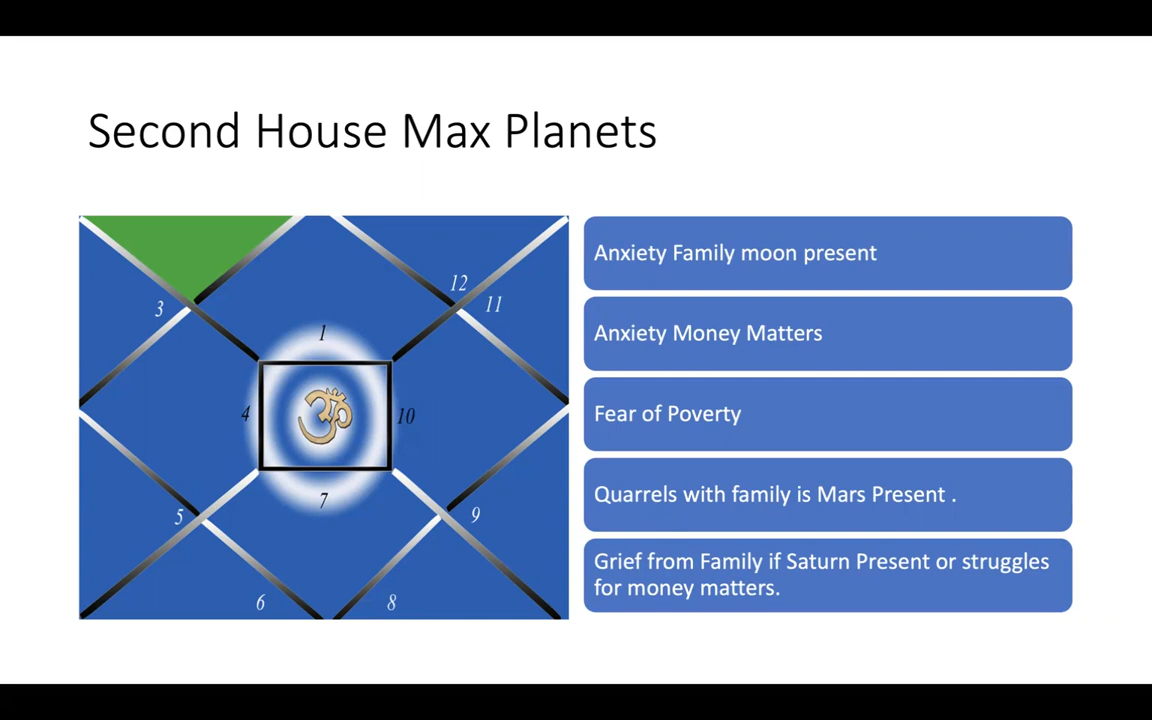 Second House Max Planets
12
3
11
1
4
ॐ
10
7
5
9
6
8
Anxiety Family moon present
Anxiety Money Matters
Fear of Poverty
Quarrels with family is Mars Present .
Grief from Family if Saturn Present or struggles
for money matters.